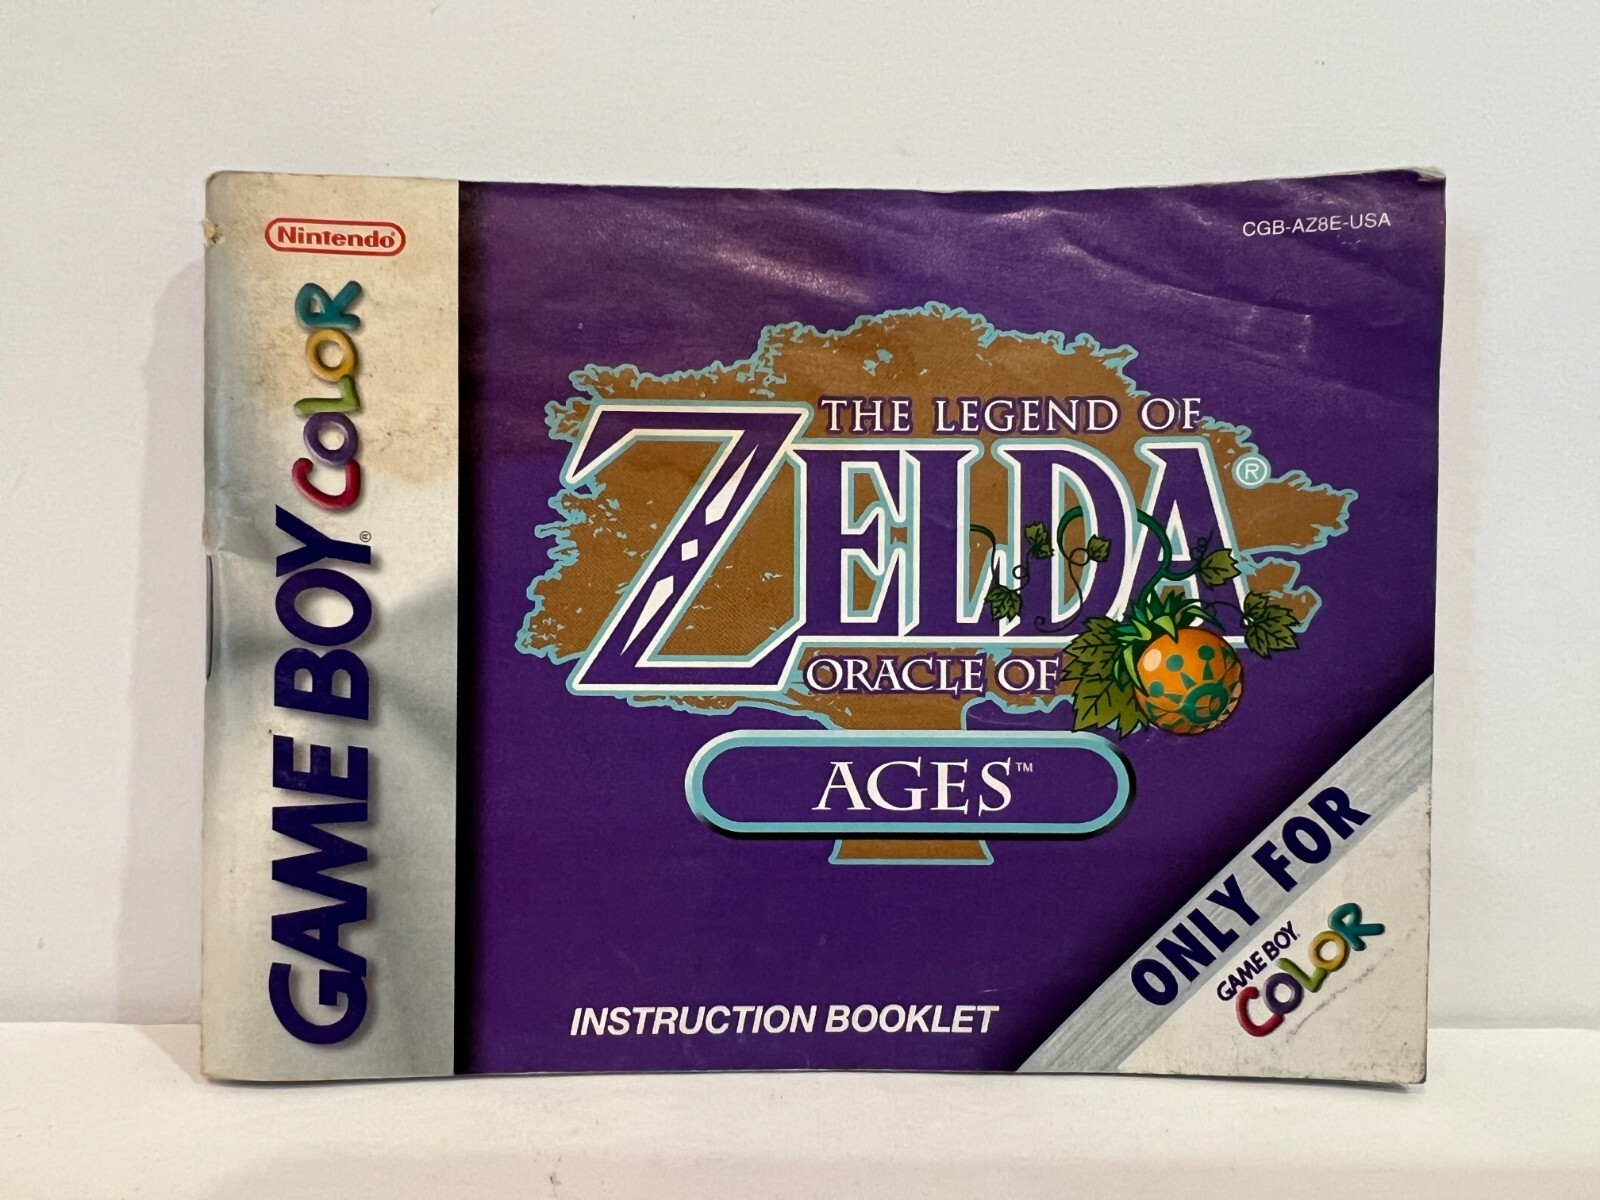 Nintendo®
GAME BOY® COLOR
CGB-AZ8E-USA
THE LEGEND OF
ZELDA®
ORACLE OF
AGES™
INSTRUCTION BOOKLET
ONLY FOR
GAME BOY
COLOR